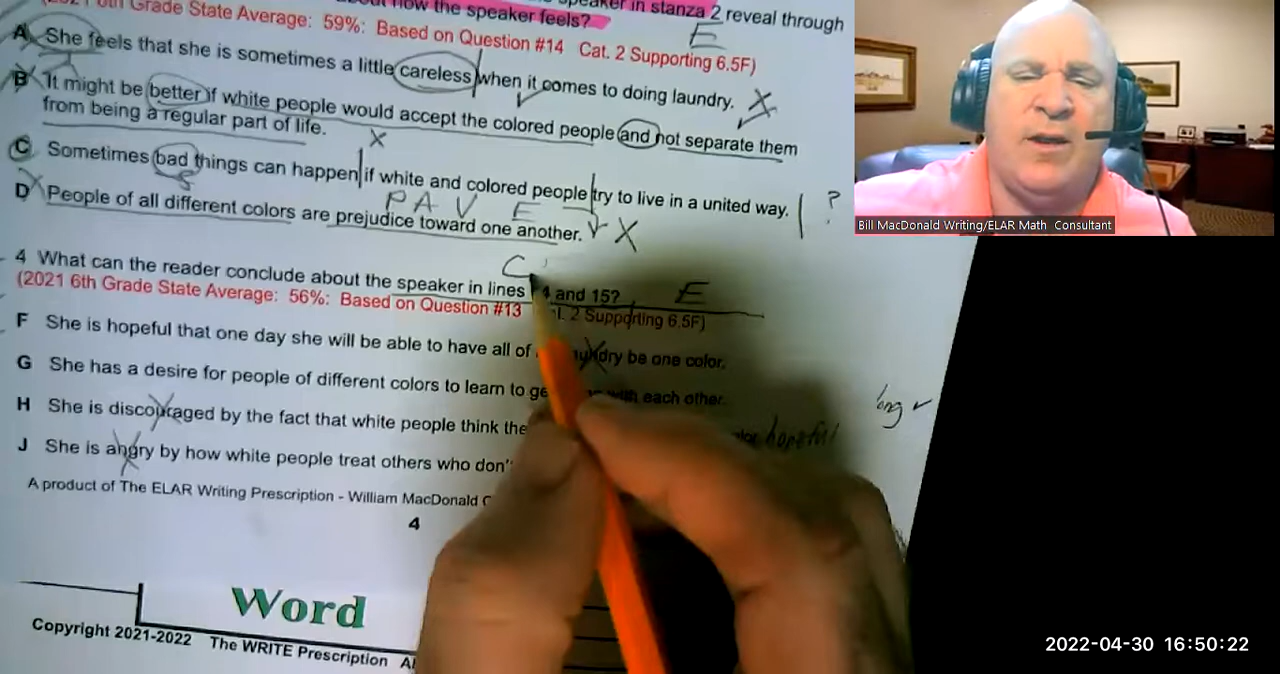 about how the speaker feels? speaker in stanza 2 reveal through
6th Grade State Average: 59%: Based on Question #14 Cat. 2 Supporting 6.5F)
E
A She feels that she is sometimes a little careless when it comes to doing laundry. X
B It might be better if white people would accept the colored people and not separate them
from being a regular part of life. X
C Sometimes bad things can happen if white and colored people try to live in a united way. ?
P A V E
D People of all different colors are prejudice toward one another. X
C
4 What can the reader conclude about the speaker in lines and 15? E
(2021 6th Grade State Average: 56%: Based on Question #13 2 Supporting 6.5F)
F She is hopeful that one day she will be able to have all of be one color.
G She has a desire for people of different colors to learn to with each other.
long
H She is discouraged by the fact that white people think hopeful
J She is angry by how white people treat others who
A product of The ELAR Writing Prescription - William MacDonald
4
Word
Copyright 2021-2022 The WRITE Prescription
Bill MacDonald Writing/ELAR Math Consultant
2022-04-30 16:50:22